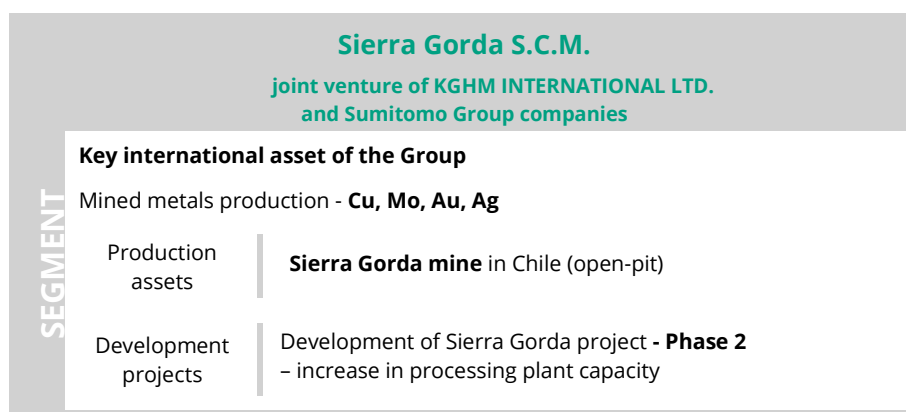 Sierra Gorda S.C.M.
joint venture of KGHM INTERNATIONAL LTD.
and Sumitomo Group companies
SEGMENT
Key international asset of the Group
Mined metals production - Cu, Mo, Au, Ag
Production
assets
Sierra Gorda mine in Chile (open-pit)
Development
projects
Development of Sierra Gorda project - Phase 2
– increase in processing plant capacity